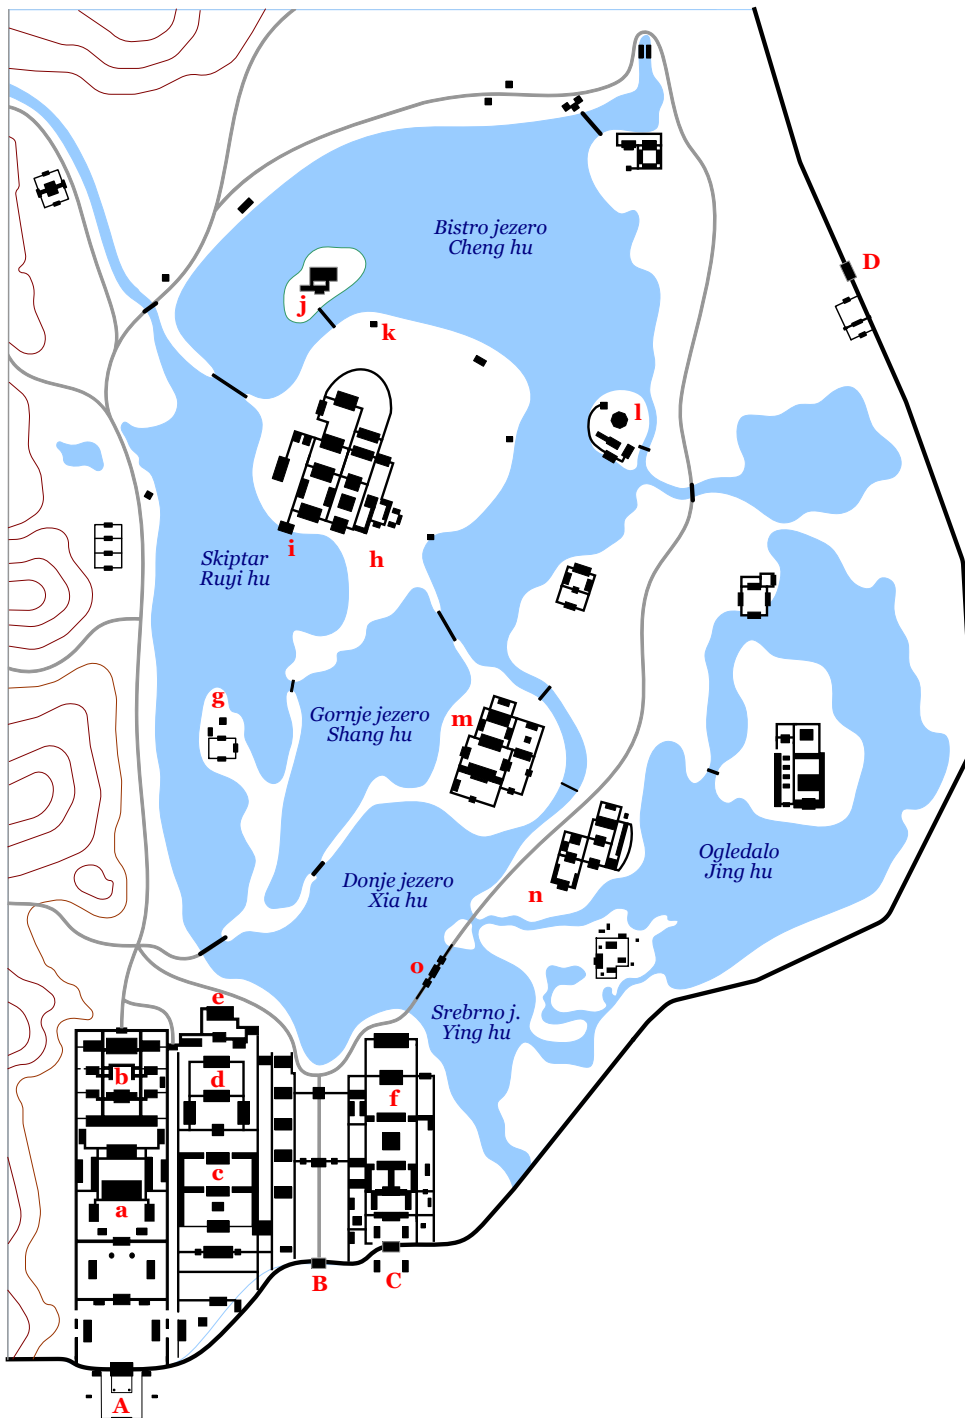 Bistro jezero
Cheng hu
D
j
k
l
Skiptar
Ruyi hu
i
h
g
Gornje jezero
Shang hu
m
Ogledalo
Jing hu
Donje jezero
Xia hu
n
o
e
Srebrno j.
Ying hu
b
d
f
c
a
B
C
A